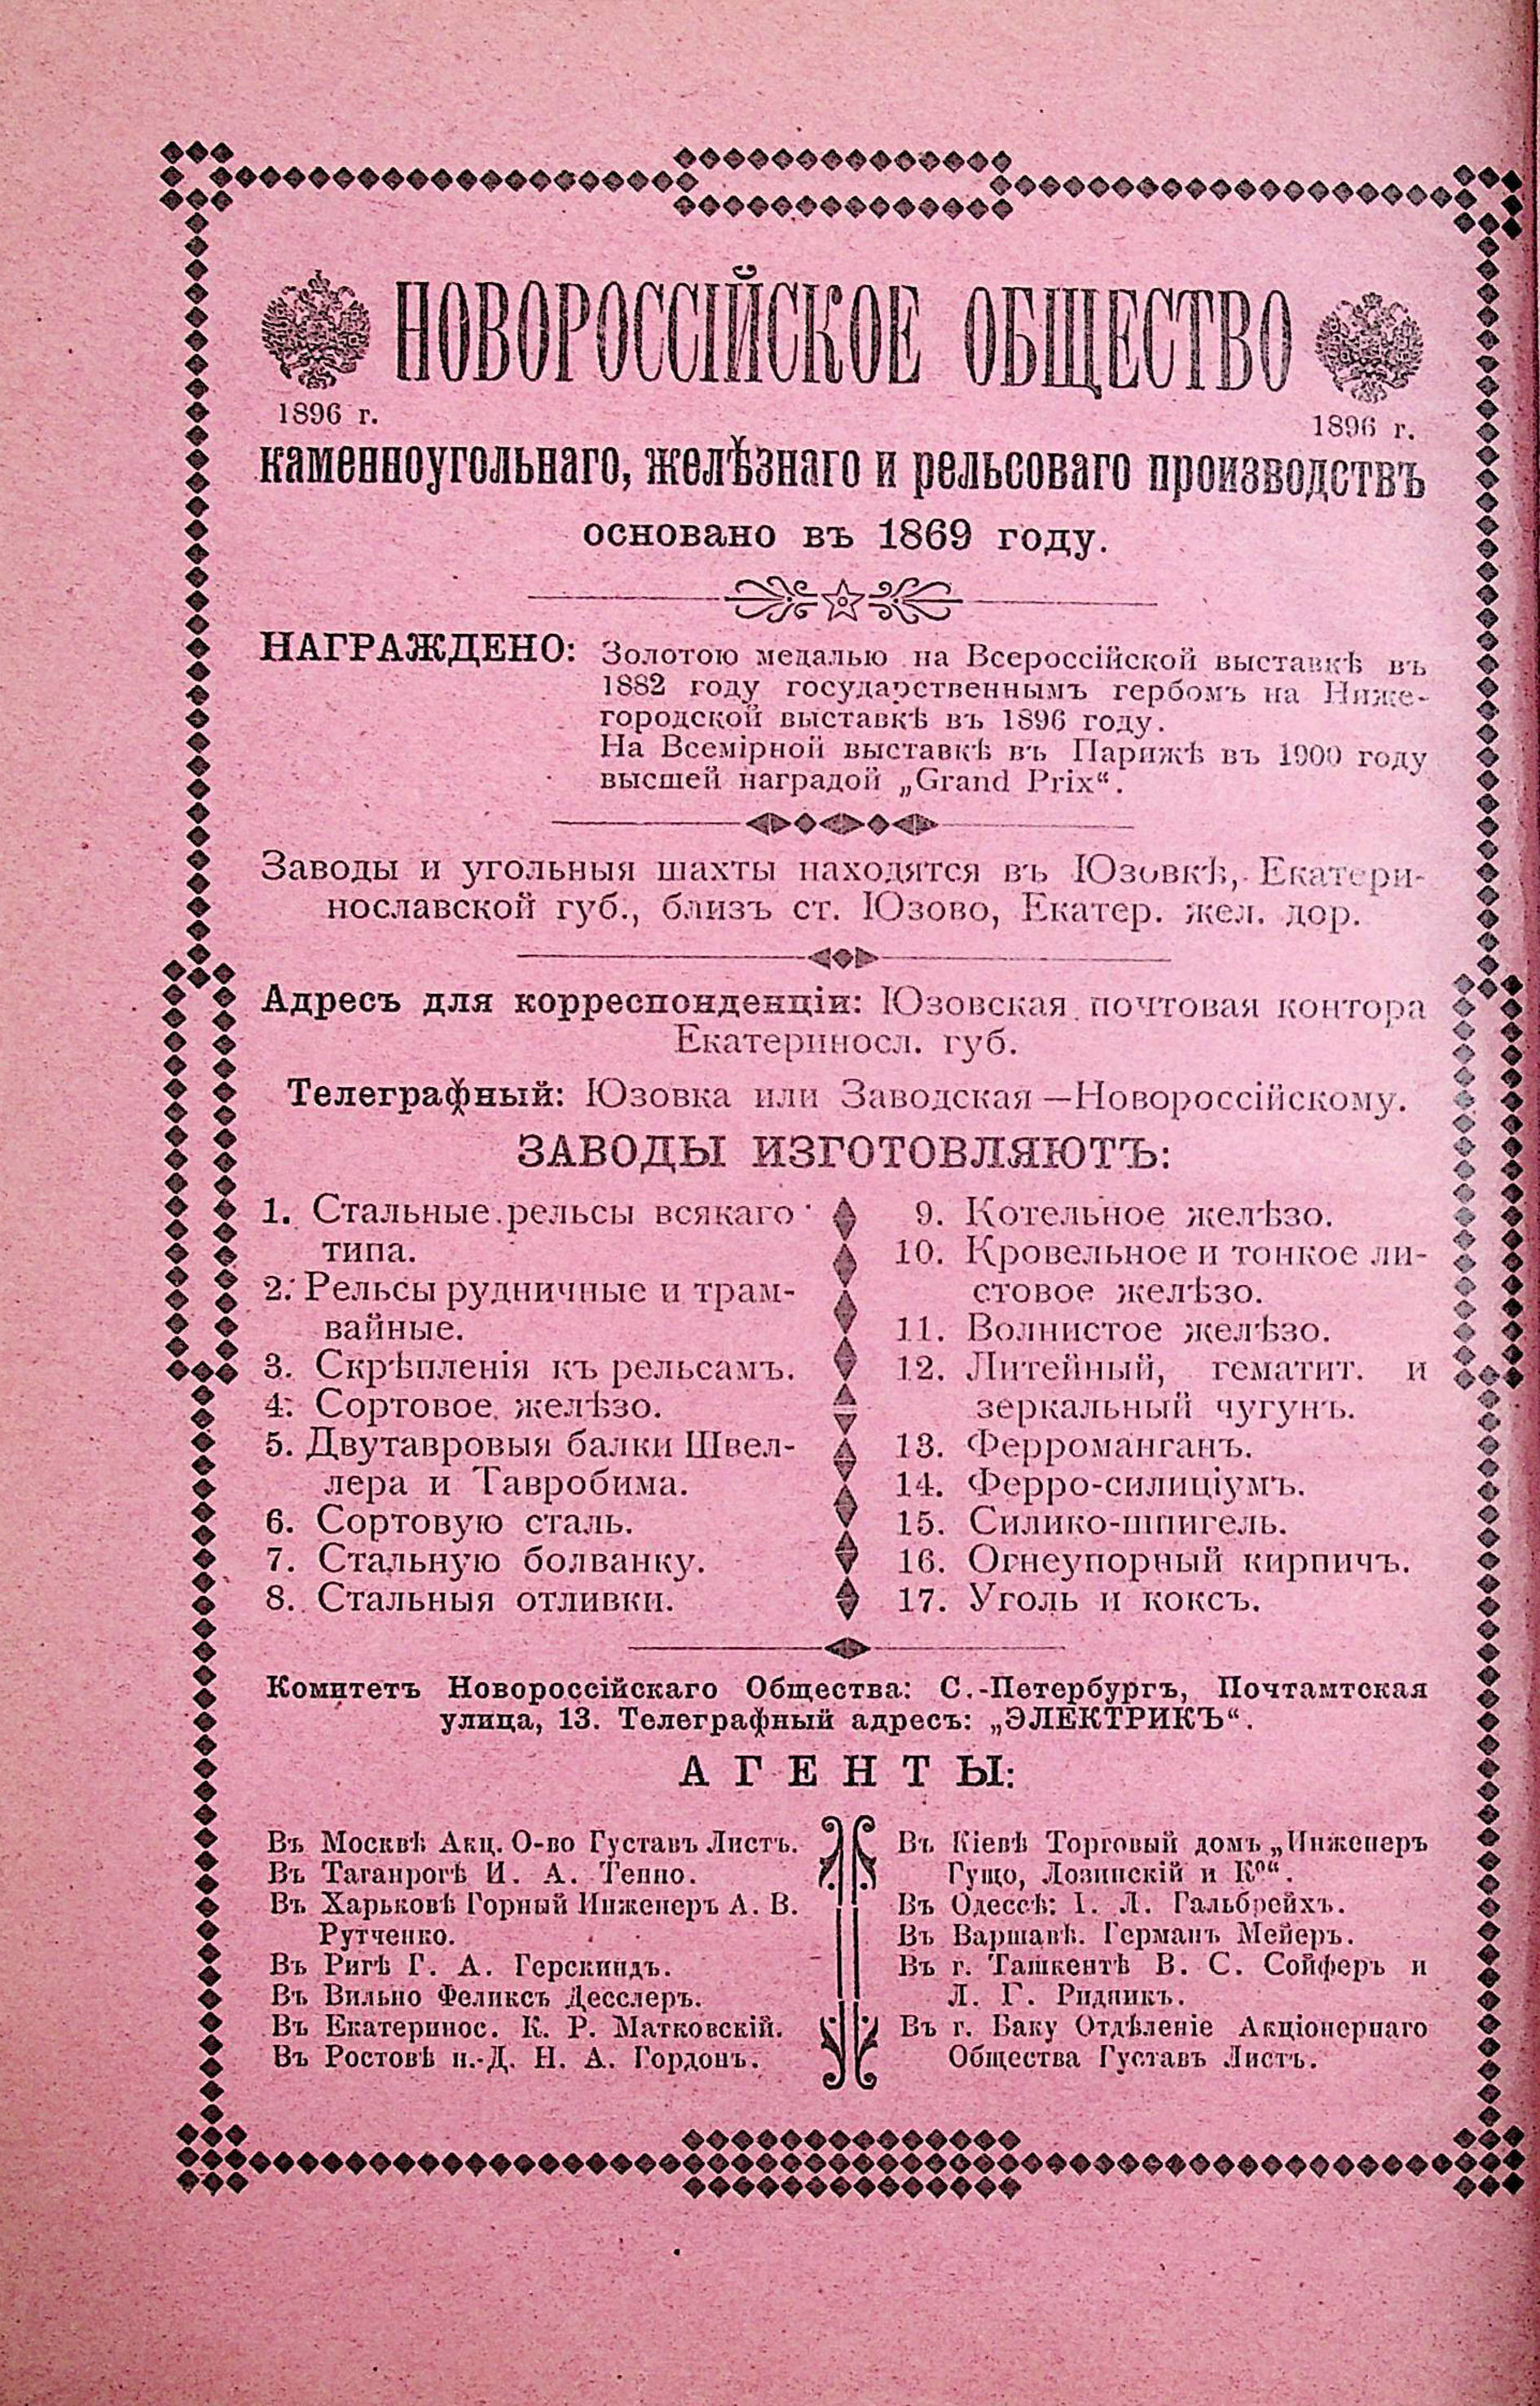 НОВОРОССІЙСКОЕ ОБЩЕСТВО
1896 г.
1896 г.
каменноугольнаго, желѣзнаго и рельсоваго производствъ
основано въ 1869 году.
НАГРАЖДЕНО: Золотою медалью на Всероссійской выставкѣ въ
1882 году государственнымъ гербомъ на Ниже-
городской выставкѣ въ 1896 году.
На Всемірной выставкѣ въ Парижѣ въ 1900 году
высшей наградой „Grand Prix“.
Заводы и угольныя шахты находятся въ Юзовкѣ, Екатери-
нославской губ., близъ ст. Юзово, Екатер. жел. дор.
Адресъ для корреспонденціи: Юзовская почтовая контора
Екатериносл. губ.
Телеграфный: Юзовка или Заводская—Новороссійскому.
ЗАВОДЫ ИЗГОТОВЛЯЮТЪ:
1. Стальные рельсы всякаго
типа.
2. Рельсы рудничные и трам-
вайные.
3. Скрѣпленія къ рельсамъ.
4. Сортовое желѣзо.
5. Двутавровыя балки Швел-
лера и Тавробима.
6. Сортовую сталь.
7. Стальную болванку.
8. Стальныя отливки.
9. Котельное желѣзо.
10. Кровельное и тонкое ли-
стовое желѣзо.
11. Волнистое желѣзо.
12. Литейный, гематит. и
зеркальный чугунъ.
13. Ферроманганъ.
14. Ферро-силиціумъ.
15. Силико-шпигель.
16. Огнеупорный кирпичъ.
17. Уголь и коксъ.
Комитетъ Новороссійскаго Общества: С.-Петербургъ, Почтамтская
улица, 13. Телеграфный адресъ: „ЭЛЕКТРИКЪ“.
АГЕНТЫ:
Въ Москвѣ Акц. О-во Густавъ Листъ.
Въ Таганрогѣ И. А. Тенно.
Въ Харьковѣ Горный Инженеръ А. В.
Рутченко.
Въ Ригѣ Г. А. Герскиндъ.
Въ Вильно Феликсъ Десслеръ.
Въ Екатеринос. К. Р. Матковскій.
Въ Ростовѣ н.-Д. Н. А. Гордонъ.
Въ Кіевѣ Торговый домъ „Инженеръ
Гущо, Лозинскій и К⁰“.
Въ Одессѣ: І. Л. Гальбрейхъ.
Въ Варшавѣ. Германъ Мейеръ.
Въ г. Ташкентѣ В. С. Сойферъ и
Л. Г. Ридникъ.
Въ г. Баку Отдѣленіе Акціонернаго
Общества Густавъ Листъ.